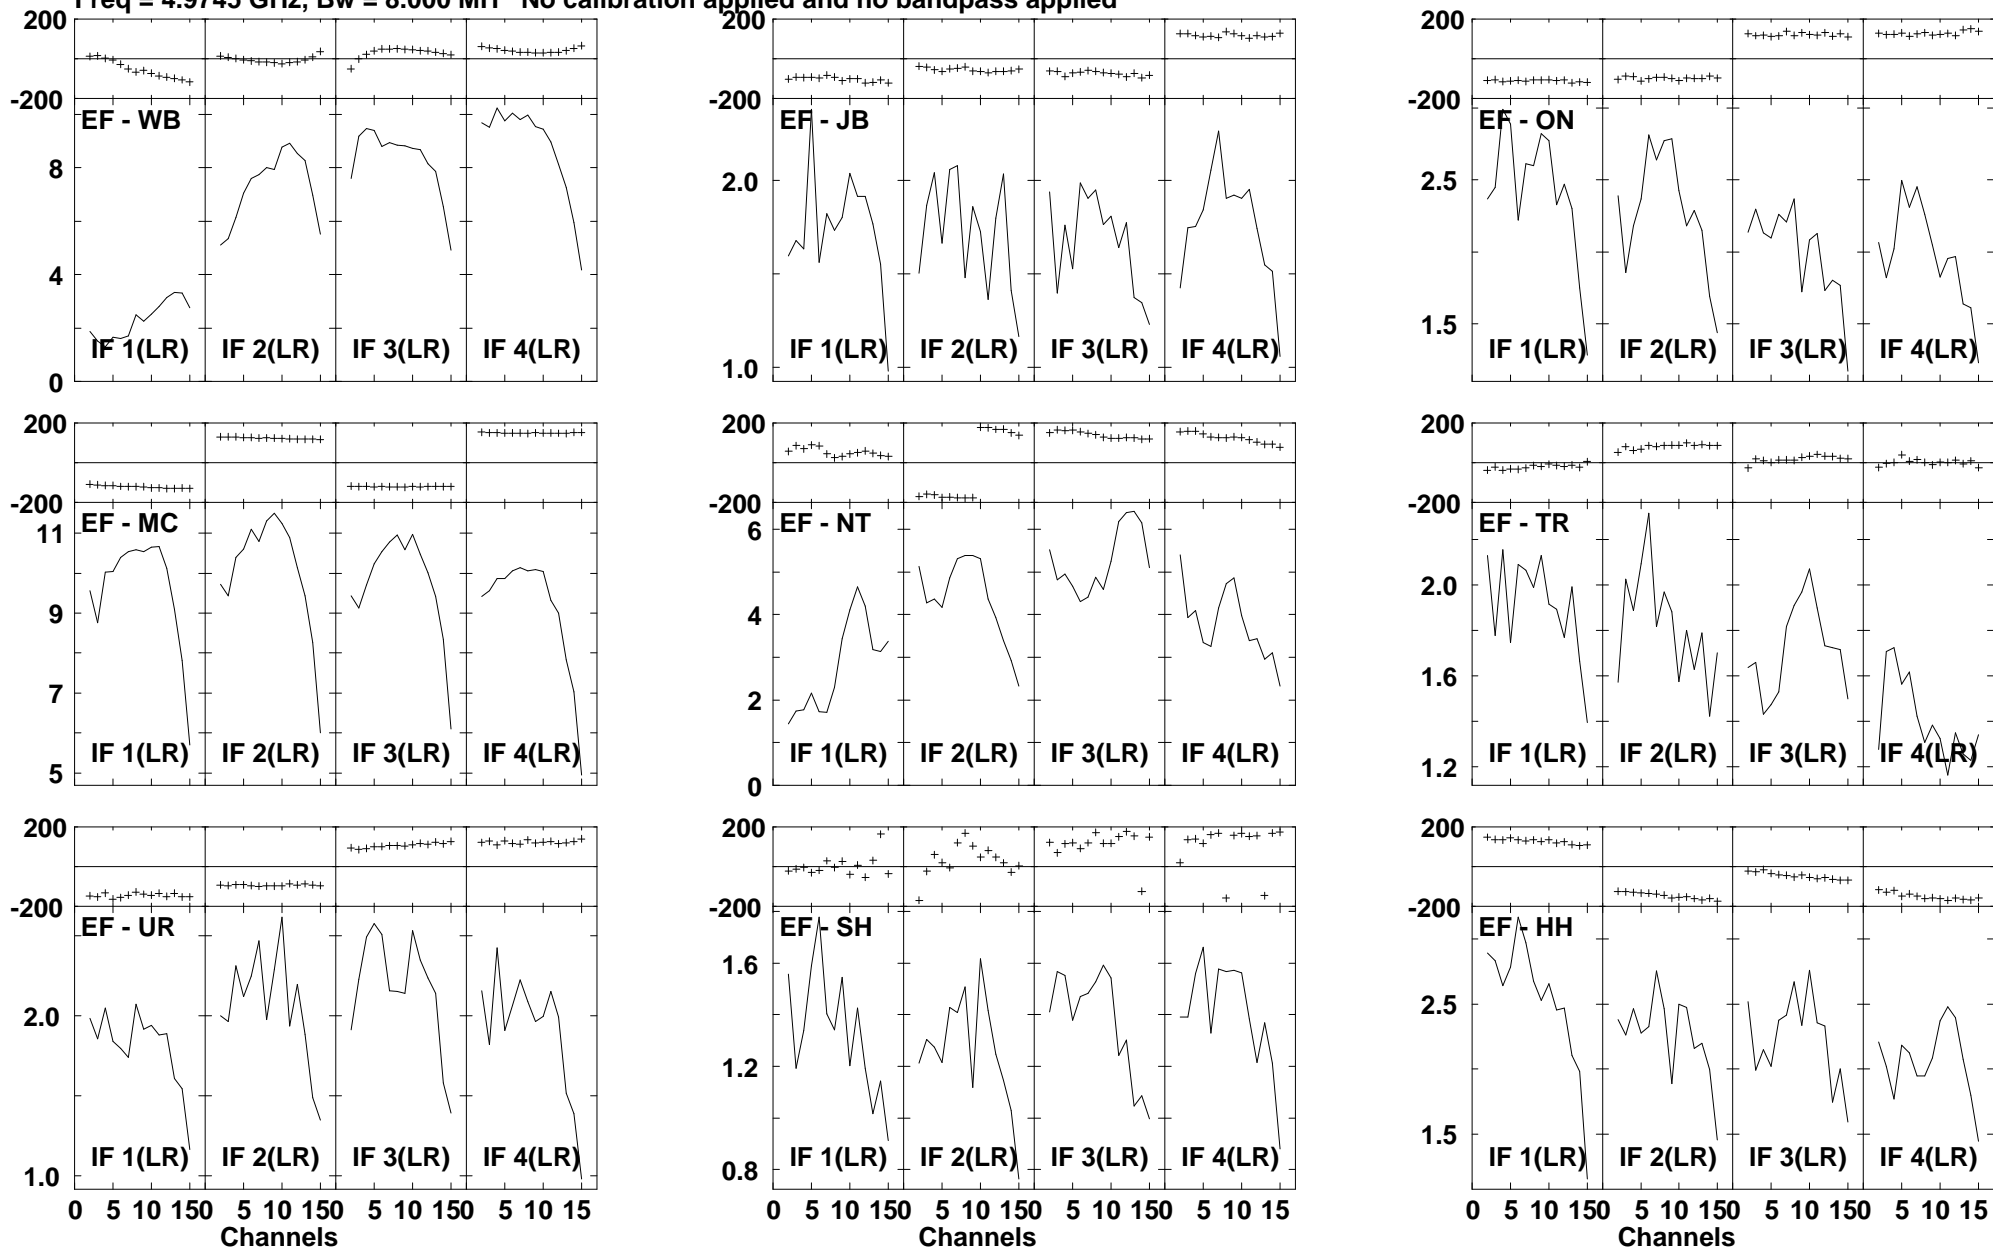 Freq = 4.9745 GHz, Bw = 8.000 MH No calibration applied and no bandpass applied
200 200 200
-200 -200 -200
EF - WB EF - JB EF - ON
8 2.0 2.5
4
1.5
IF 1(LR) IF 2(LR) IF 3(LR) IF 4(LR) IF 1(LR) IF 2(LR) IF 3(LR) IF 4(LR) IF 1(LR) IF 2(LR) IF 3(LR) IF 4(LR)
0 1.0
200 200 200
-200 -200 -200
EF - MC EF - NT EF - TR
11 6
9 4 2.0
7 2 1.6
IF 1(LR) IF 2(LR) IF 3(LR) IF 4(LR) IF 1(LR) IF 2(LR) IF 3(LR) IF 4(LR) IF 1(LR) IF 2(LR) IF 3(LR) IF 4(LR)
5 0 1.2
200 200 200
-200 -200 -200
EF - UR EF - SH EF - HH
2.0 1.6 2.5
1.2
1.5
IF 1(LR) IF 2(LR) IF 3(LR) IF 4(LR) IF 1(LR) IF 2(LR) IF 3(LR) IF 4(LR) IF 1(LR) IF 2(LR) IF 3(LR) IF 4(LR)
1.0 0.8
0 5 10 150 5 10 150 5 10 150 5 10 15 0 5 10 150 5 10 150 5 10 150 5 10 15 0 5 10 150 5 10 150 5 10 150 5 10 15
Channels Channels Channels